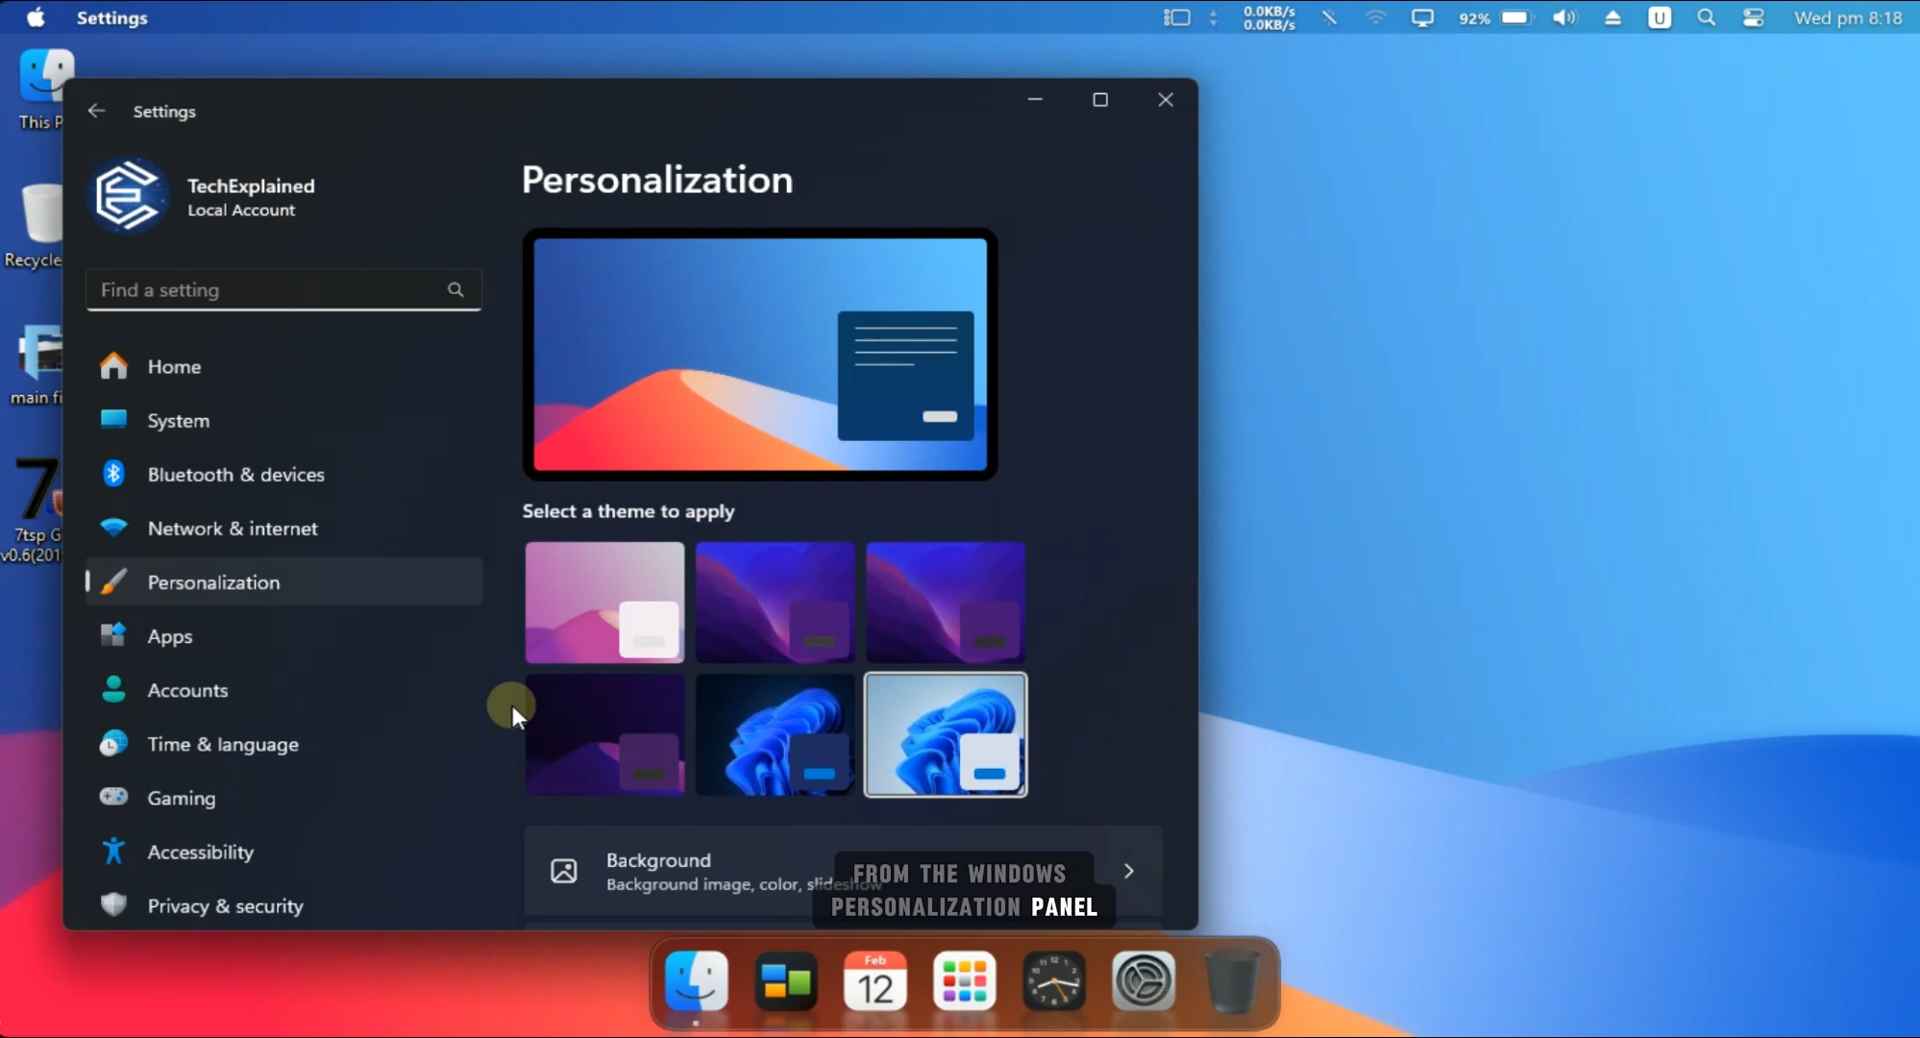 Settings
0.0KB/s
0.0KB/s
92%
U
Wed pm 8:18
This P
Recycle
main fi
7
7tsp G
v0.6(201
Settings
TechExplained
Local Account
Find a setting
Home
System
Bluetooth & devices
Network & internet
Personalization
Apps
Accounts
Time & language
Gaming
Accessibility
Privacy & security
Personalization
Select a theme to apply
Background
Background image, color, slideshow
FROM THE WINDOWS
PERSONALIZATION PANEL
Feb
12